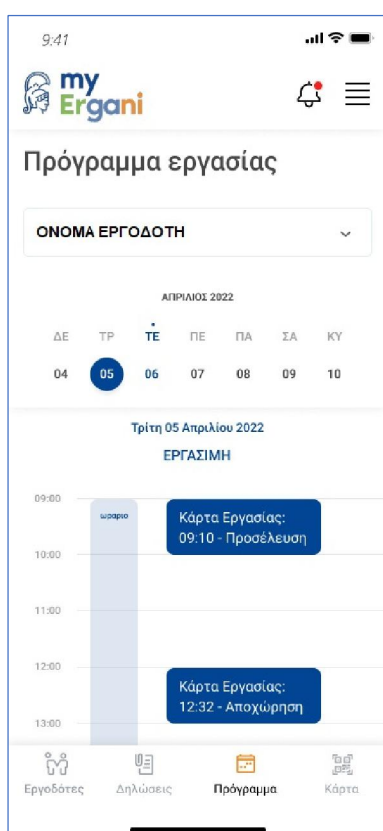 9:41
my
Ergani
Πρόγραμμα εργασίας
ΟΝΟΜΑ ΕΡΓΟΔΟΤΗ
ΑΠΡΙΛΙΟΣ 2022
ΔΕ ΤΡ ΤΕ ΠΕ ΠΑ ΣΑ ΚΥ
04 05 06 07 08 09 10
Τρίτη 05 Απριλίου 2022
ΕΡΓΑΣΙΜΗ
09:00
ωραριο
Κάρτα Εργασίας:
09:10 - Προσέλευση
10:00
11:00
12:00
Κάρτα Εργασίας:
12:32 - Αποχώρηση
13:00
Εργοδότες Δηλώσεις Πρόγραμμα Κάρτα